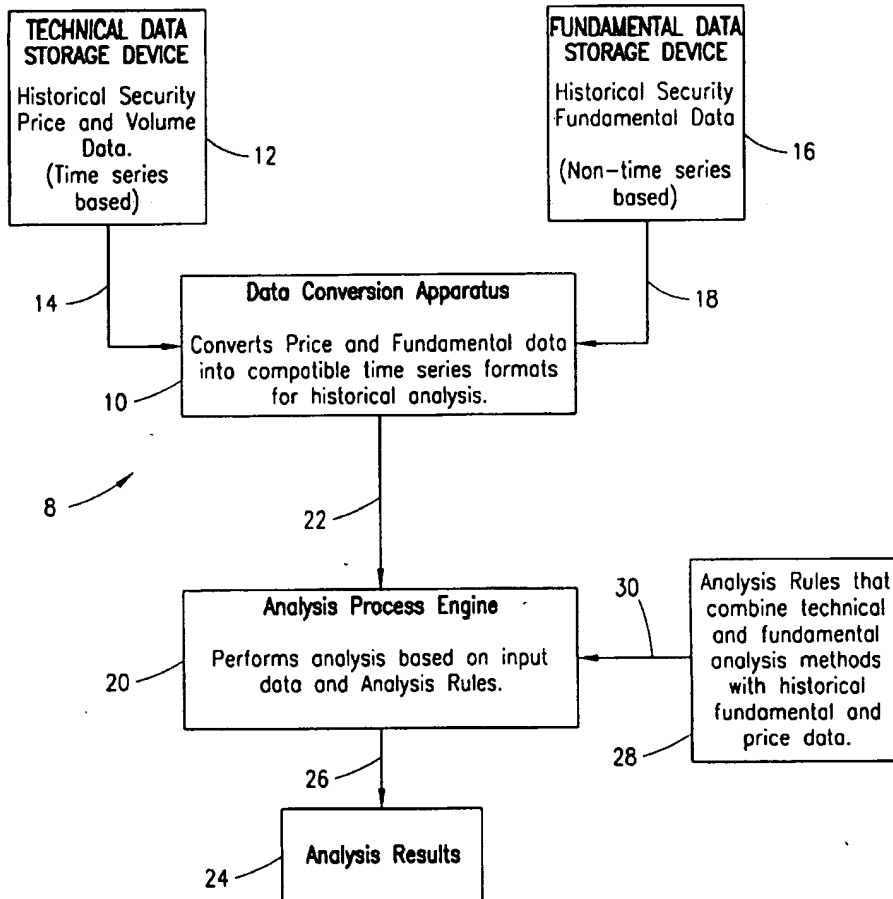 TECHNICAL DATA
STORAGE DEVICE
Historical Security
Price and Volume
Data.
(Time series
based)
12
FUNDAMENTAL DATA
STORAGE DEVICE
Historical Security
Fundamental Data
(Non-time series
based)
16
14
18
Data Conversion Apparatus
Converts Price and Fundamental data
into compatible time series formats
for historical analysis.
10
8
22
Analysis Process Engine
Performs analysis based on input
data and Analysis Rules.
20
30
Analysis Rules that
combine technical
and fundamental
analysis methods
with historical
fundamental and
price data.
28
26
Analysis Results
24